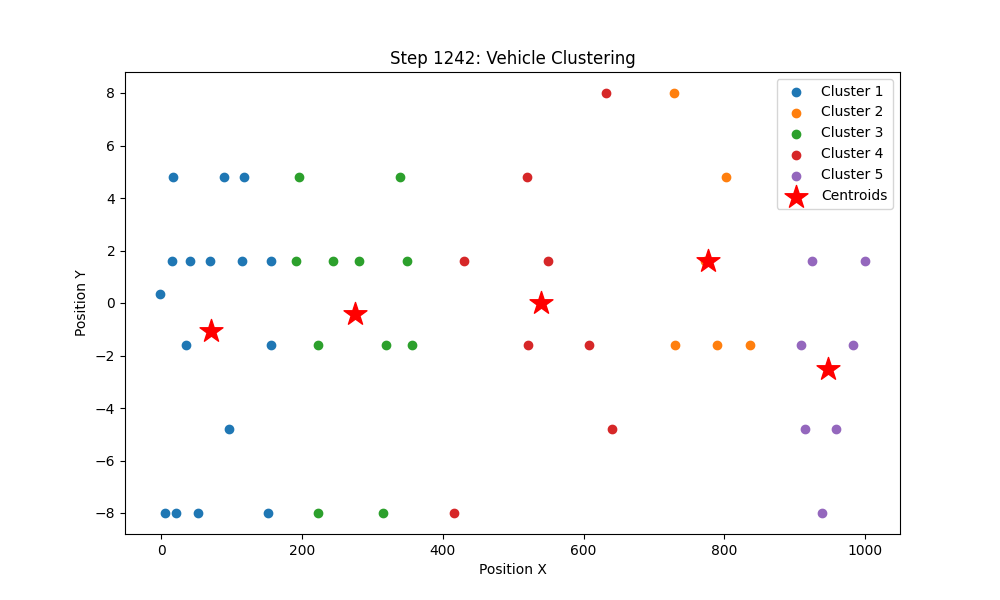 Step 1242: Vehicle Clustering
Cluster 1
Cluster 2
Cluster 3
Cluster 4
Cluster 5
Centroids
Position Y
8
6
4
2
0
−2
−4
−6
−8
0 200 400 600 800 1000
Position X